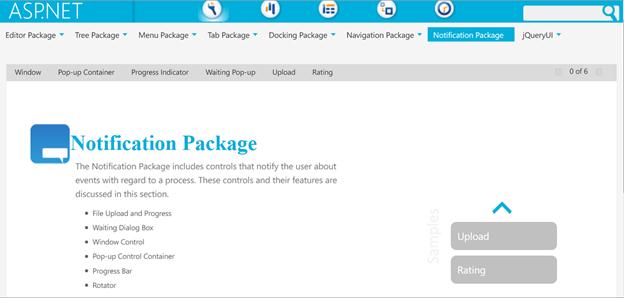 ASP.NET
Editor Package Tree Package Menu Package Tab Package Docking Package Navigation Package Notification Package jQueryUI
Window Pop-up Container Progress Indicator Waiting Pop-up Upload Rating 0 of 6
Notification Package
The Notification Package includes controls that notify the user about
events with regard to a process. These controls and their features are
discussed in this section.
File Upload and Progress
Waiting Dialog Box
Window Control
Pop-up Control Container
Progress Bar
Rotator
Samples
Upload
Rating